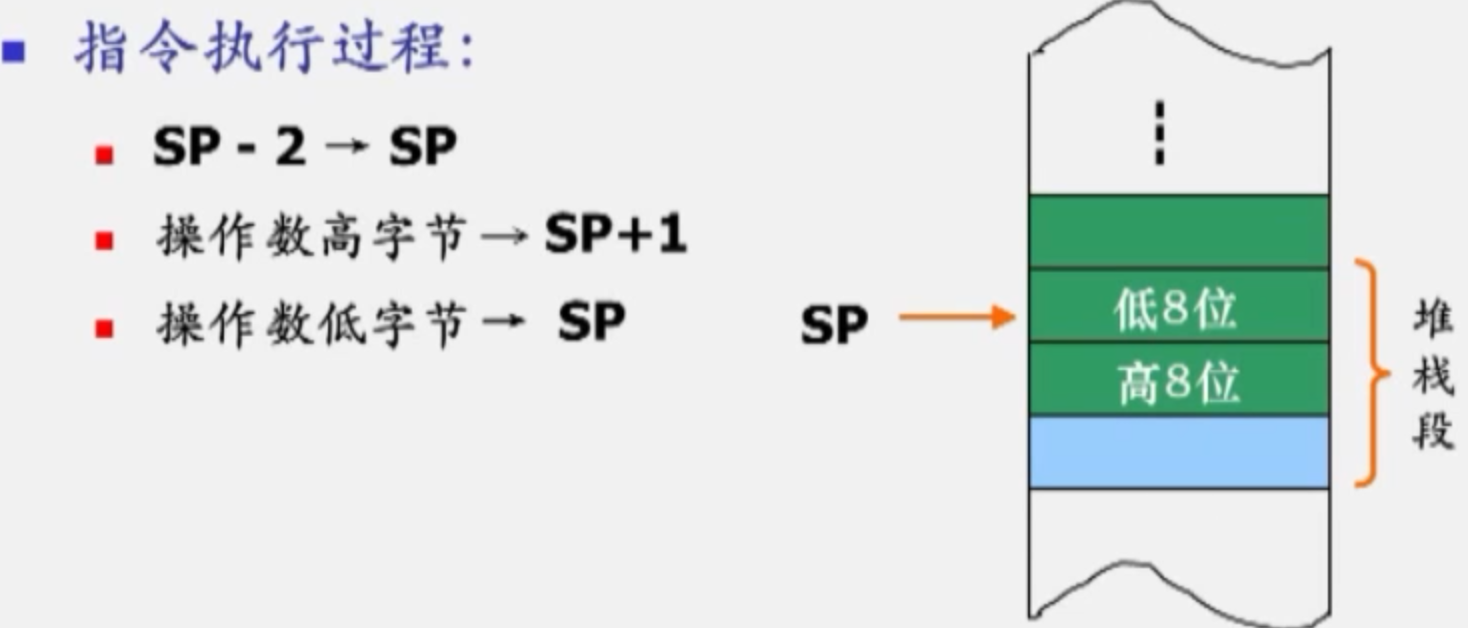 指令执行过程:
SP - 2 → SP
操作数高字节 → SP+1
操作数低字节 → SP
SP
低8位
高8位
堆栈段